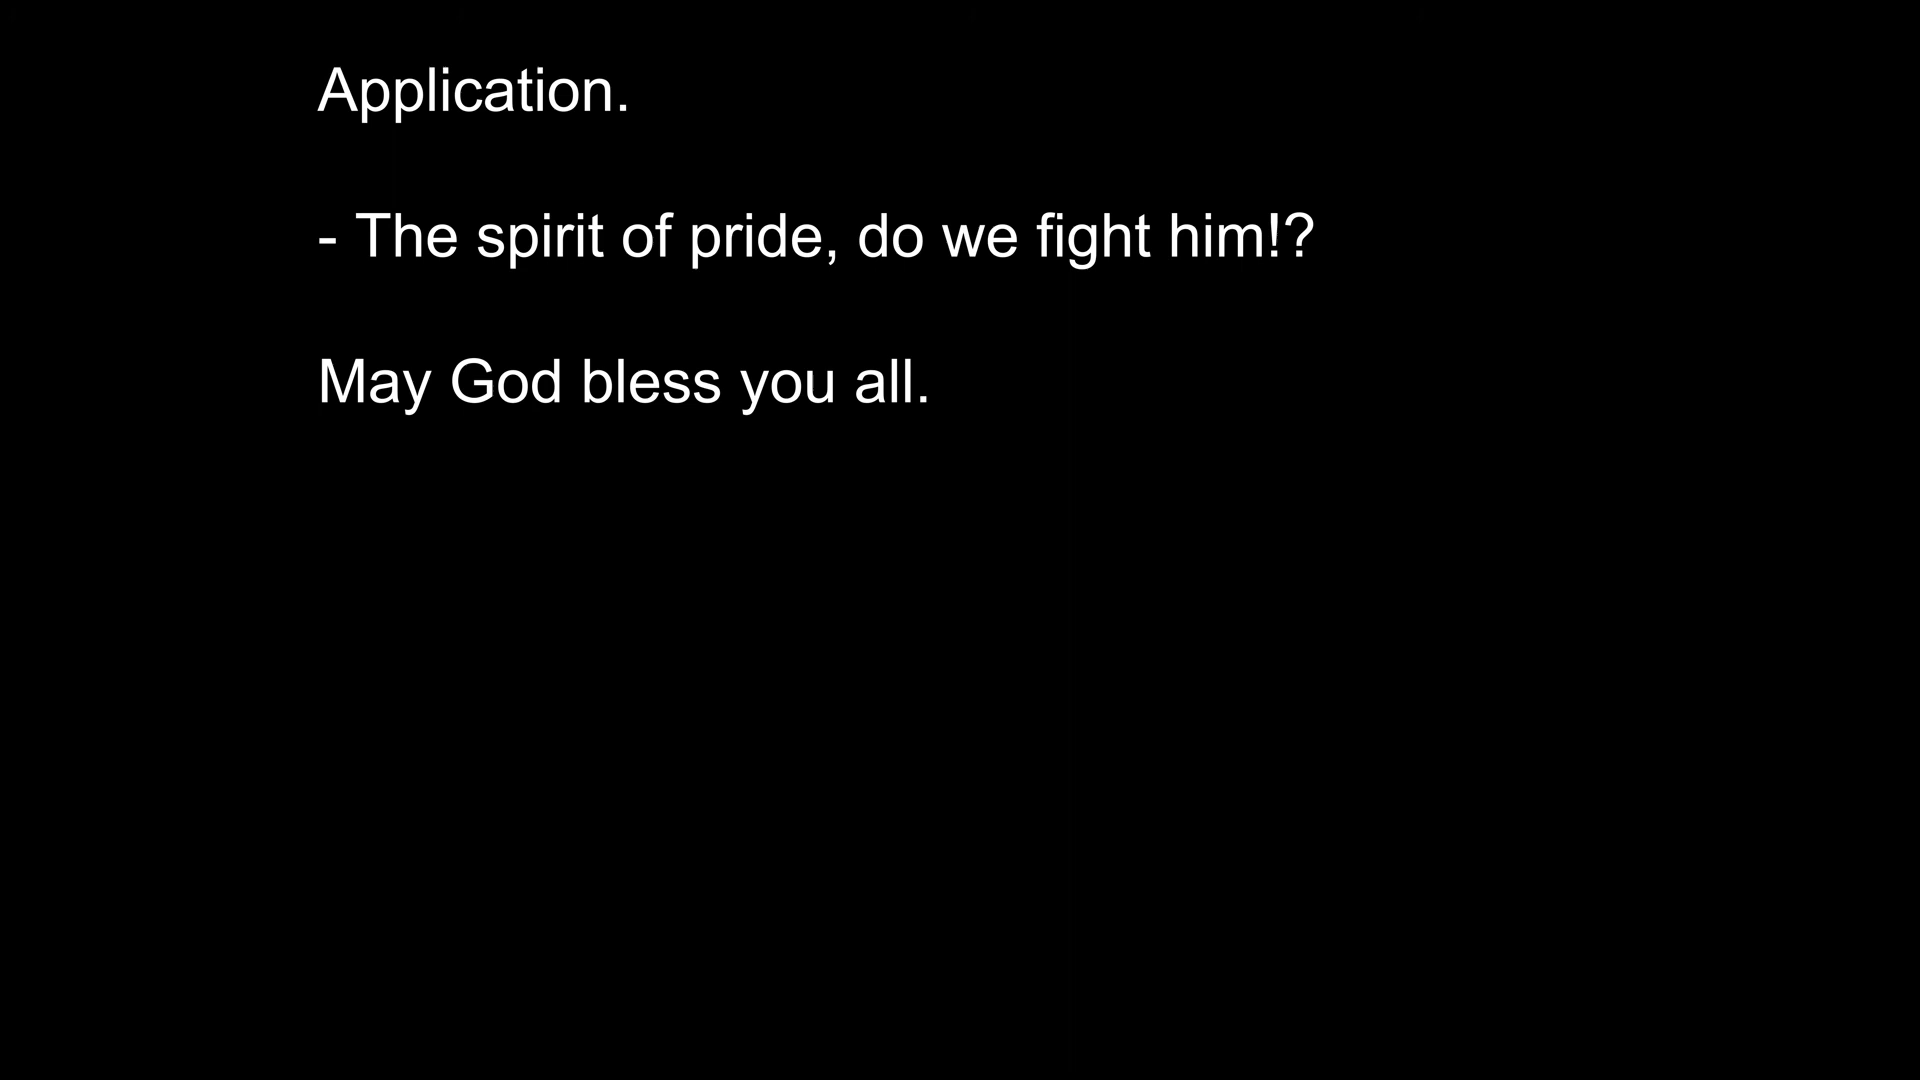 Application.
- The spirit of pride, do we fight him!?
May God bless you all.